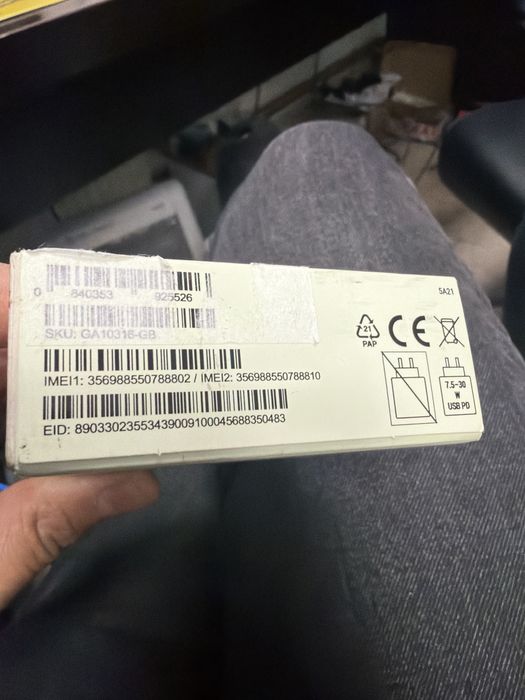 0 840353 925526
SKU: GA10316-GB
IMEI1: 356988550788802 / IMEI2: 356988550788810
EID: 89033023553439009100045688350483
5A21
21
PAP
CE
7.5-30
W
USB PD